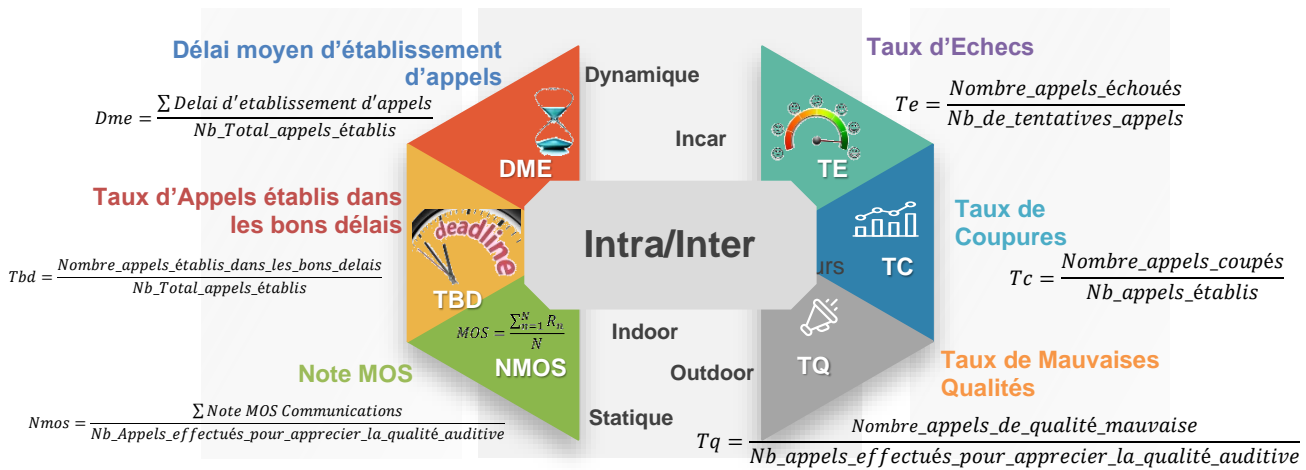 Délai moyen d'établissement
d'appels
Dme = ∑ Delai d'etablissement d'appels / Nb_Total_appels_établis
DME
Taux d'Appels établis dans
les bons délais
Tbd = Nombre_appels_établis_dans_les_bons_delais / Nb_Total_appels_établis
deadline
TBD
MOS = ∑_{n=1}^{N} R_n / N
NMOS
Note MOS
Nmos = ∑ Note MOS Communications / Nb_Appels_effectués_pour_apprecier_la_qualité_auditive
Dynamique
Incar
Intra/Inter
urs
Indoor
Outdoor
Statique
Taux d'Echecs
Te = Nombre_appels_échoués / Nb_de_tentatives_appels
TE
Taux de
Coupures
Tc = Nombre_appels_coupés / Nb_appels_établis
TC
TQ
Taux de Mauvaises
Qualités
Tq = Nombre_appels_de_qualité_mauvaise / Nb_appels_effectués_pour_apprecier_la_qualité_auditive